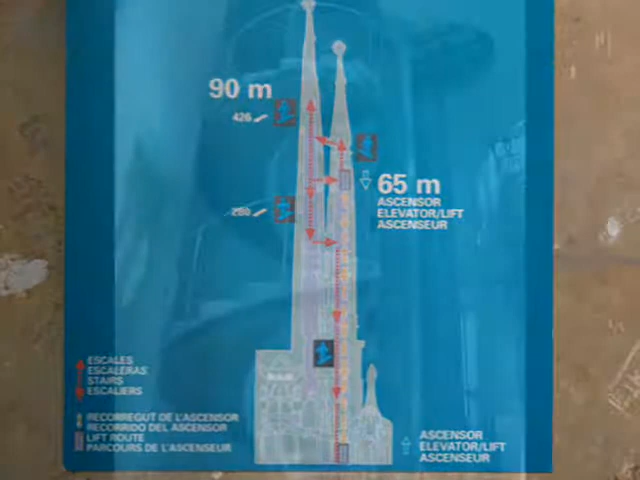 90 m
426
65 m
ASCENSOR
ELEVATOR/LIFT
ASCENSEUR
260
ESCALES
ESCALERAS
STAIRS
ESCALIERS
RECORREGUT DE L'ASCENSOR
RECORRIDO DEL ASCENSOR
LIFT ROUTE
PARCOURS DE L'ASCENSEUR
ASCENSOR
ELEVATOR/LIFT
ASCENSEUR